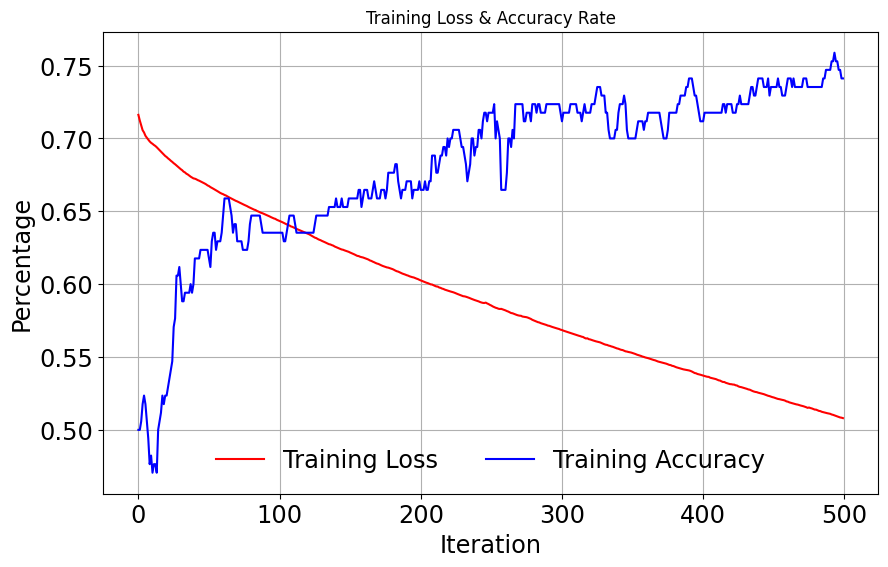 Training Loss & Accuracy Rate
0.75
0.70
0.65
0.60
0.55
0.50
Percentage
Training Loss Training Accuracy
0 100 200 300 400 500
Iteration